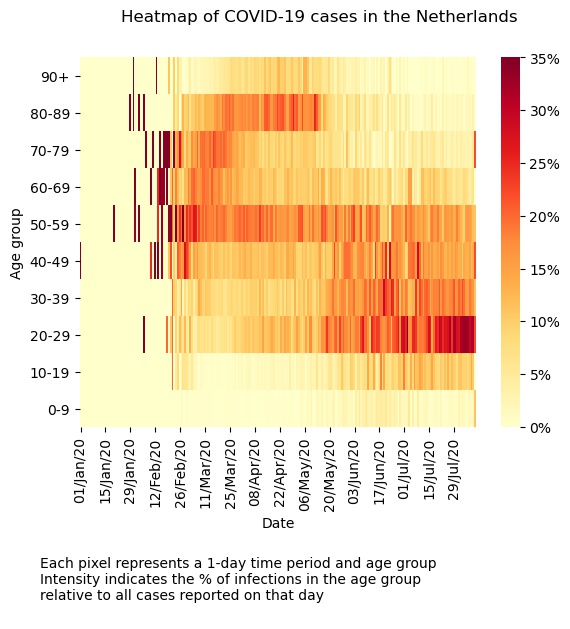 Heatmap of COVID-19 cases in the Netherlands
Age group
90+
80-89
70-79
60-69
50-59
40-49
30-39
20-29
10-19
0-9
35%
30%
25%
20%
15%
10%
5%
0%
01/Jan/20
15/Jan/20
29/Jan/20
12/Feb/20
26/Feb/20
11/Mar/20
25/Mar/20
08/Apr/20
22/Apr/20
06/May/20
20/May/20
03/Jun/20
17/Jun/20
01/Jul/20
15/Jul/20
29/Jul/20
Date
Each pixel represents a 1-day time period and age group
Intensity indicates the % of infections in the age group
relative to all cases reported on that day